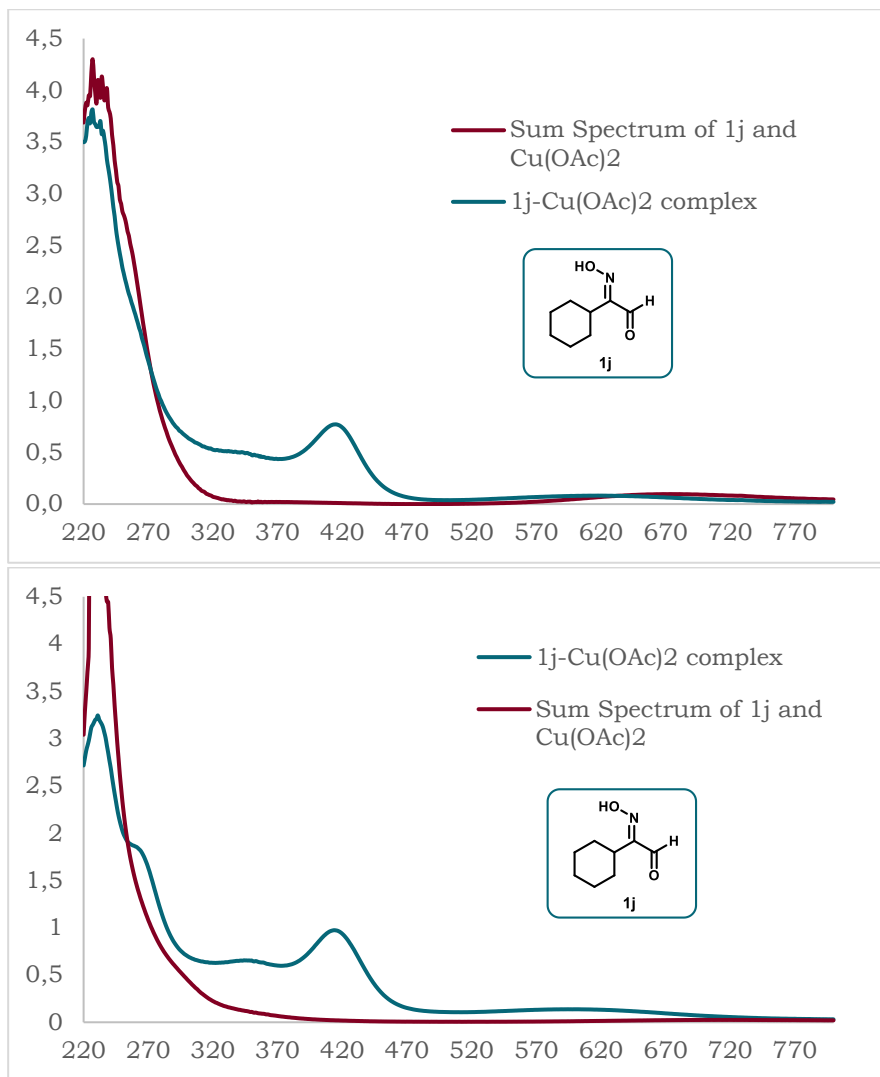 4,5
4,0
3,5
3,0
2,5
2,0
1,5
1,0
0,5
0,0
220 270 320 370 420 470 520 570 620 670 720 770
Sum Spectrum of 1j and
Cu(OAc)2
1j-Cu(OAc)2 complex
HO
N
H
O
1j
4,5
4
3,5
3
2,5
2
1,5
1
0,5
0
220 270 320 370 420 470 520 570 620 670 720 770
1j-Cu(OAc)2 complex
Sum Spectrum of 1j and
Cu(OAc)2
HO
N
H
O
1j